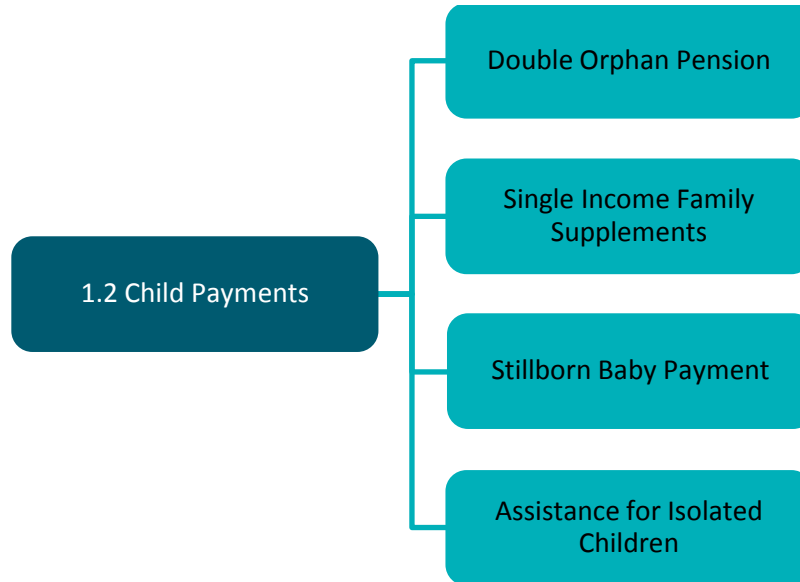 1.2 Child Payments
Double Orphan Pension
Single Income Family
Supplements
Stillborn Baby Payment
Assistance for Isolated
Children